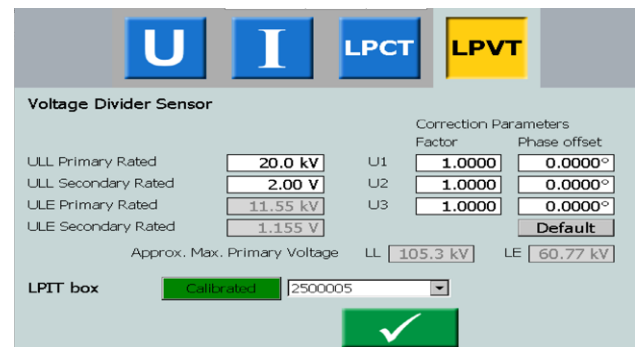 U I LPCT LPVT
Voltage Divider Sensor
Correction Parameters
Factor Phase offset
ULL Primary Rated 20.0 kV U1 1.0000 0.0000°
ULL Secondary Rated 2.00 V U2 1.0000 0.0000°
ULE Primary Rated 11.55 kV U3 1.0000 0.0000°
ULE Secondary Rated 1.155 V Default
Approx. Max. Primary Voltage LL 105.3 kV LE 60.77 kV
LPIT box Calibrated 2500005